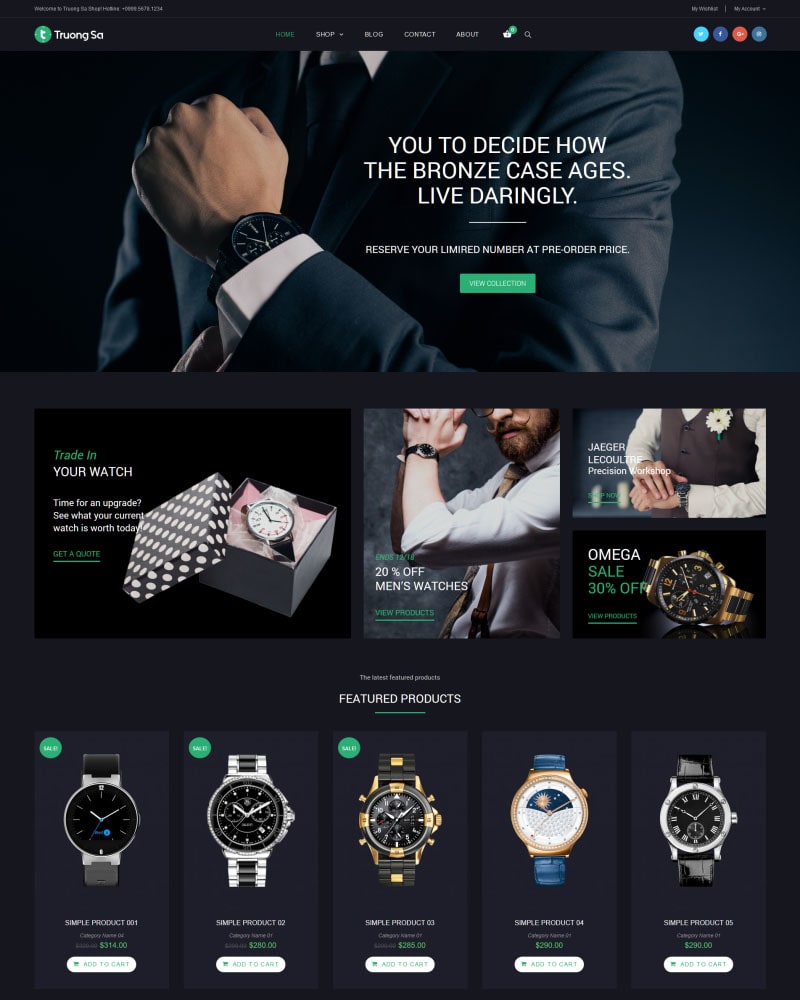 Welcome to Truong Sa Shop! Hotline: +0999.5678.1234
My Wishlist
My Account
t Truong Sa
HOME
SHOP
BLOG
CONTACT
ABOUT
0
YOU TO DECIDE HOW
THE BRONZE CASE AGES.
LIVE DARINGLY.
RESERVE YOUR LIMIRED NUMBER AT PRE-ORDER PRICE.
VIEW COLLECTION
Trade In
YOUR WATCH
Time for an upgrade?
See what your current
watch is worth today!
GET A QUOTE
ENDS 12/18
20 % OFF
MEN'S WATCHES
VIEW PRODUCTS
JAEGER
LECOULTRE
Precision Workshop
SHOP NOW
OMEGA
SALE
30% OFF
VIEW PRODUCTS
The latest featured products
FEATURED PRODUCTS
SALE!
SALE!
SALE!
SIMPLE PRODUCT 001
Category Name 04
$314.00
ADD TO CART
SIMPLE PRODUCT 02
Category Name 01
$280.00
ADD TO CART
SIMPLE PRODUCT 03
Category Name 01
$285.00
ADD TO CART
SIMPLE PRODUCT 04
Category Name 01
$290.00
ADD TO CART
SIMPLE PRODUCT 05
Category Name 01
$290.00
ADD TO CART